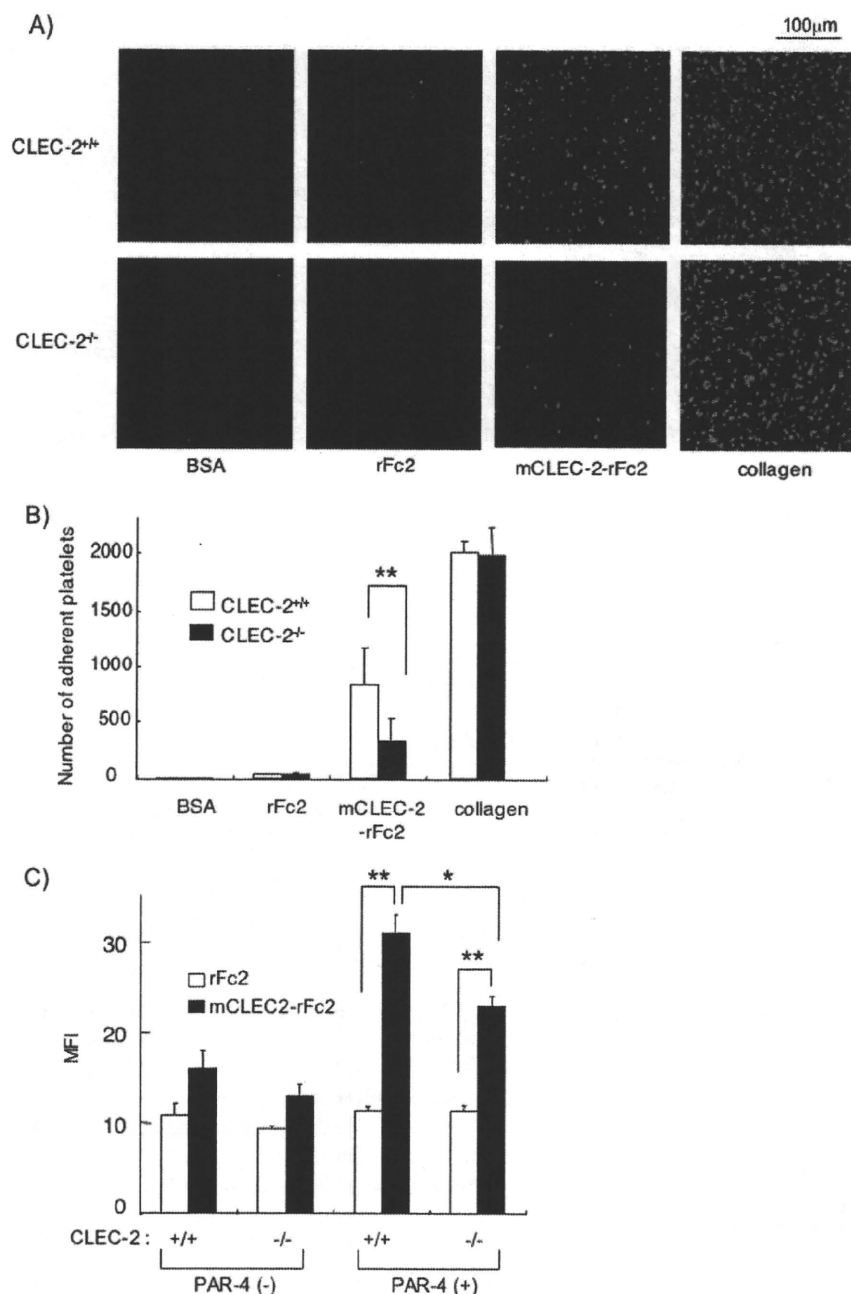 A)
100μm
CLEC-2+/+
CLEC-2-/-
BSA rFc2 mCLEC-2-rFc2 collagen
B)
Number of adherent platelets
2000
1500
1000
500
0
CLEC-2+/+
CLEC-2-/-
**
BSA rFc2 mCLEC-2 collagen
-rFc2
C)
MFI
30
20
10
0
rFc2
mCLEC2-rFc2
** *
**
CLEC-2 : +/+ -/- +/+ -/-
PAR-4 (-) PAR-4 (+)